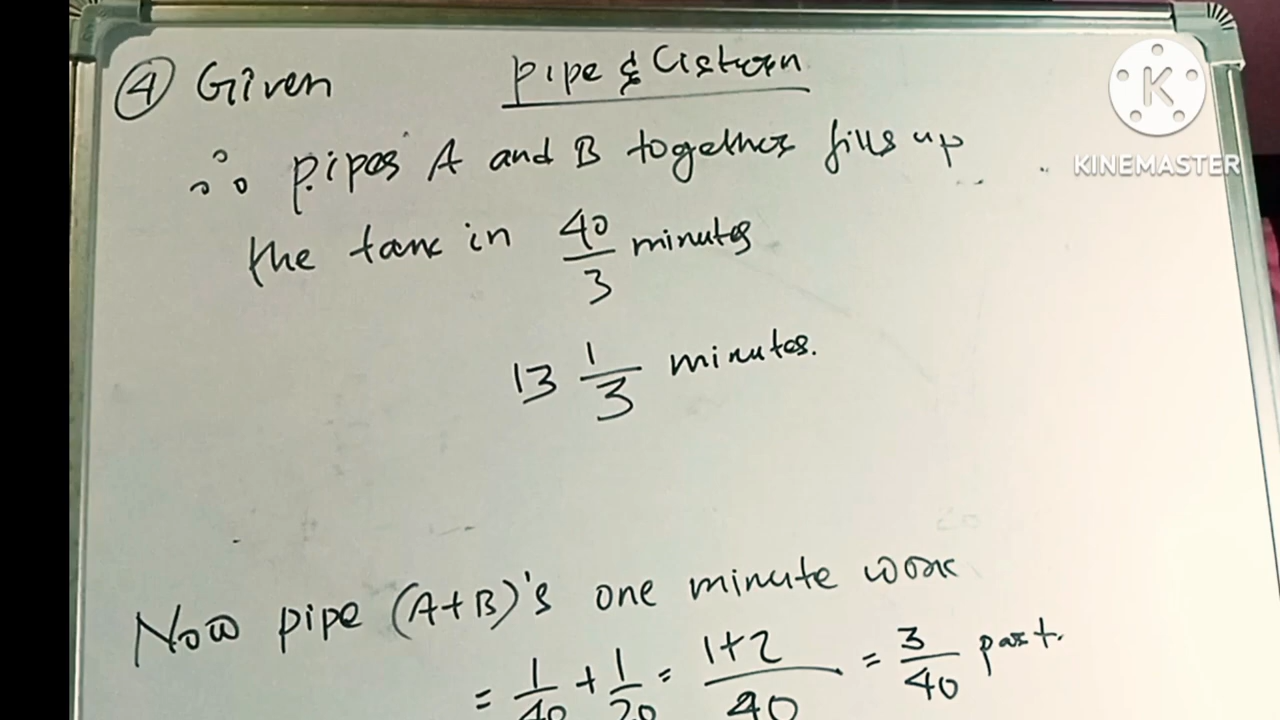 ④ Given Pipe & Cistern
∴ pipes A and B together fills up
the tank in 40/3 minutes
13 1/3 minutes.
Now pipe (A+B)'s one minute work
= 1/40 + 1/20 = 1+2/40 = 3/40 part.
K
KINEMASTER